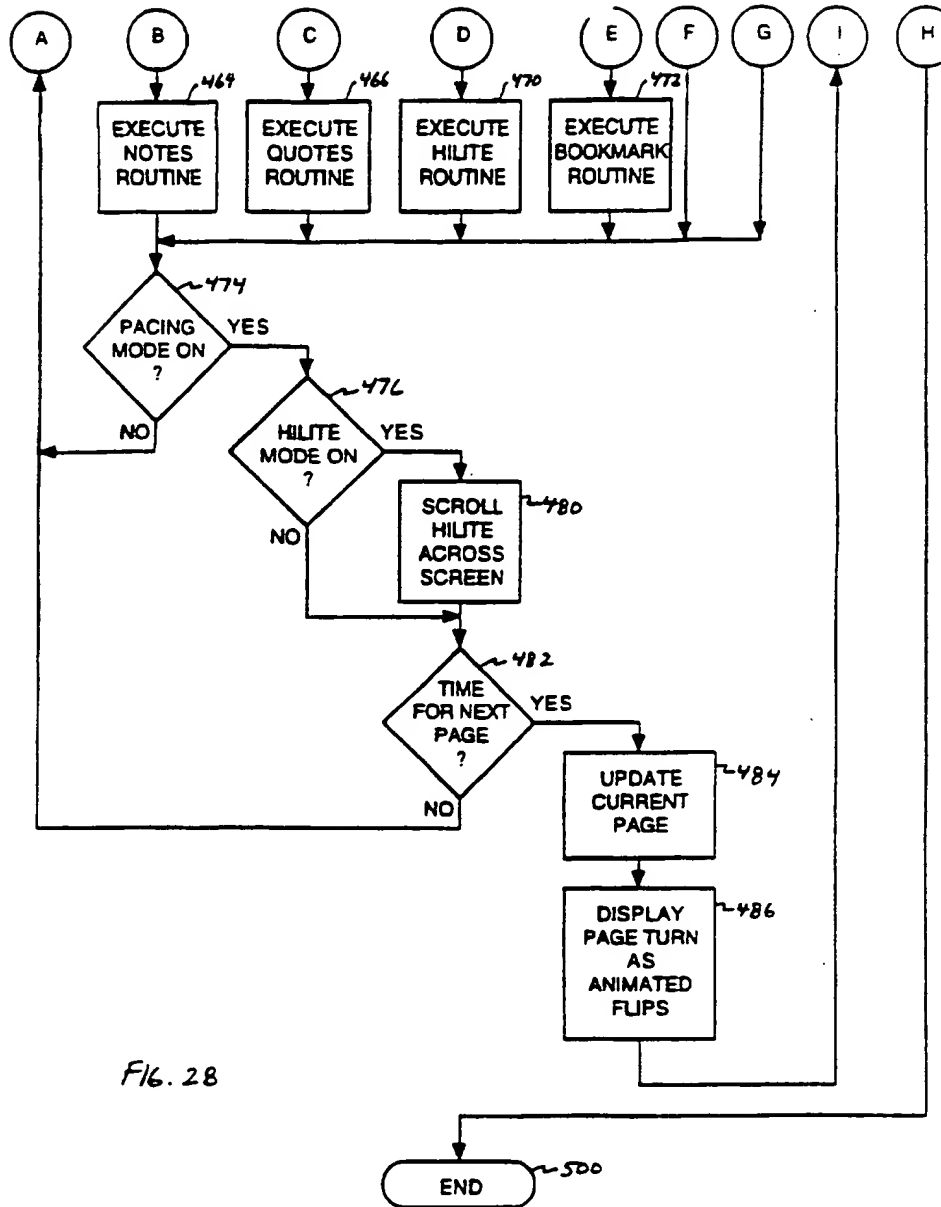 A B C D E F G I H
464 466 470 472
EXECUTE
NOTES
ROUTINE
EXECUTE
QUOTES
ROUTINE
EXECUTE
HILITE
ROUTINE
EXECUTE
BOOKMARK
ROUTINE
474
PACING
MODE ON
?
YES
NO
476
HILITE
MODE ON
?
YES
NO
480
SCROLL
HILITE
ACROSS
SCREEN
482
TIME
FOR NEXT
PAGE
?
YES
NO
484
UPDATE
CURRENT
PAGE
486
DISPLAY
PAGE TURN
AS
ANIMATED
FLIPS
FIG. 28
500
END